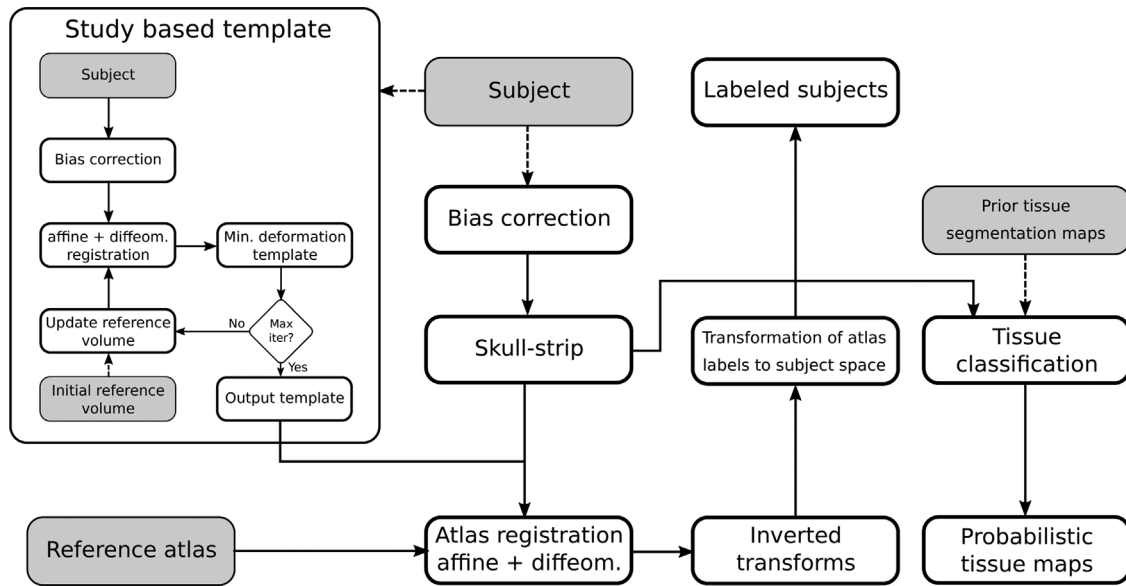 Study based template
Subject
Bias correction
affine + diffeom.
registration
Min. deformation
template
Update reference
volume
No
Max
iter?
Yes
Initial reference
volume
Output template
Subject
Bias correction
Skull-strip
Labeled subjects
Transformation of atlas
labels to subject space
Prior tissue
segmentation maps
Tissue
classification
Reference atlas
Atlas registration
affine + diffeom.
Inverted
transforms
Probabilistic
tissue maps